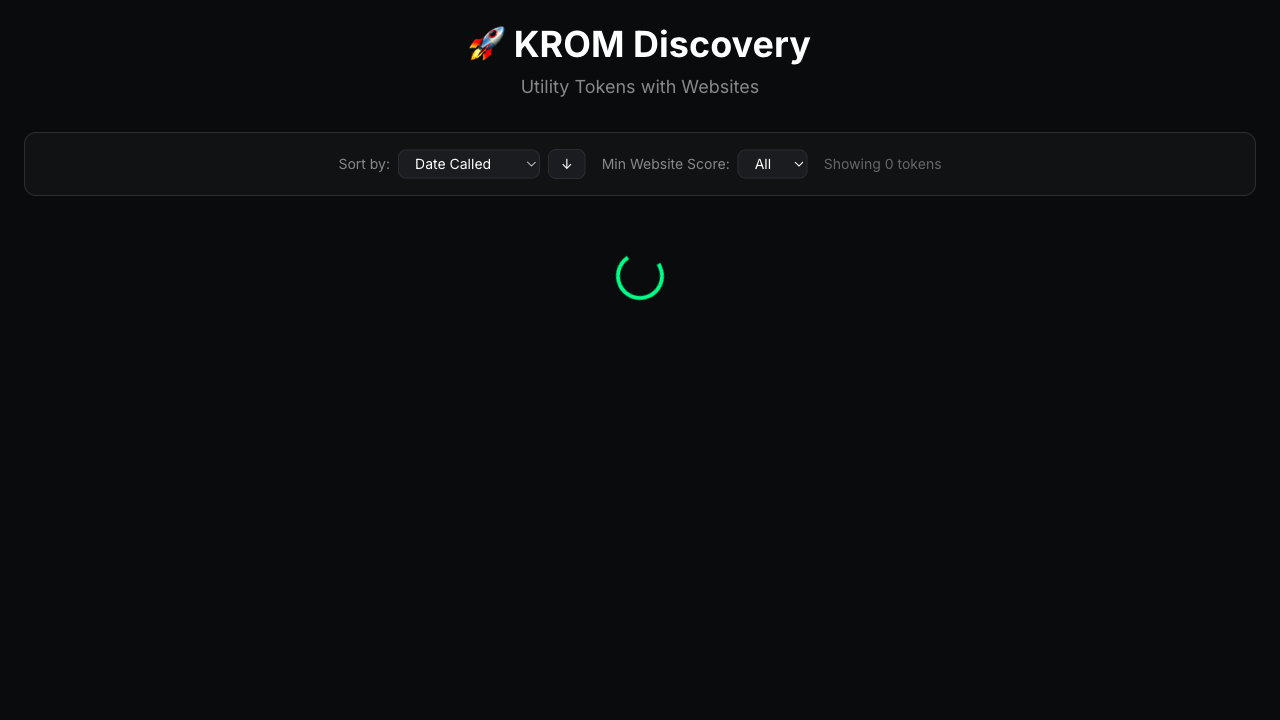 🚀 KROM Discovery
Utility Tokens with Websites
Sort by: Date Called ↓ Min Website Score: All Showing 0 tokens